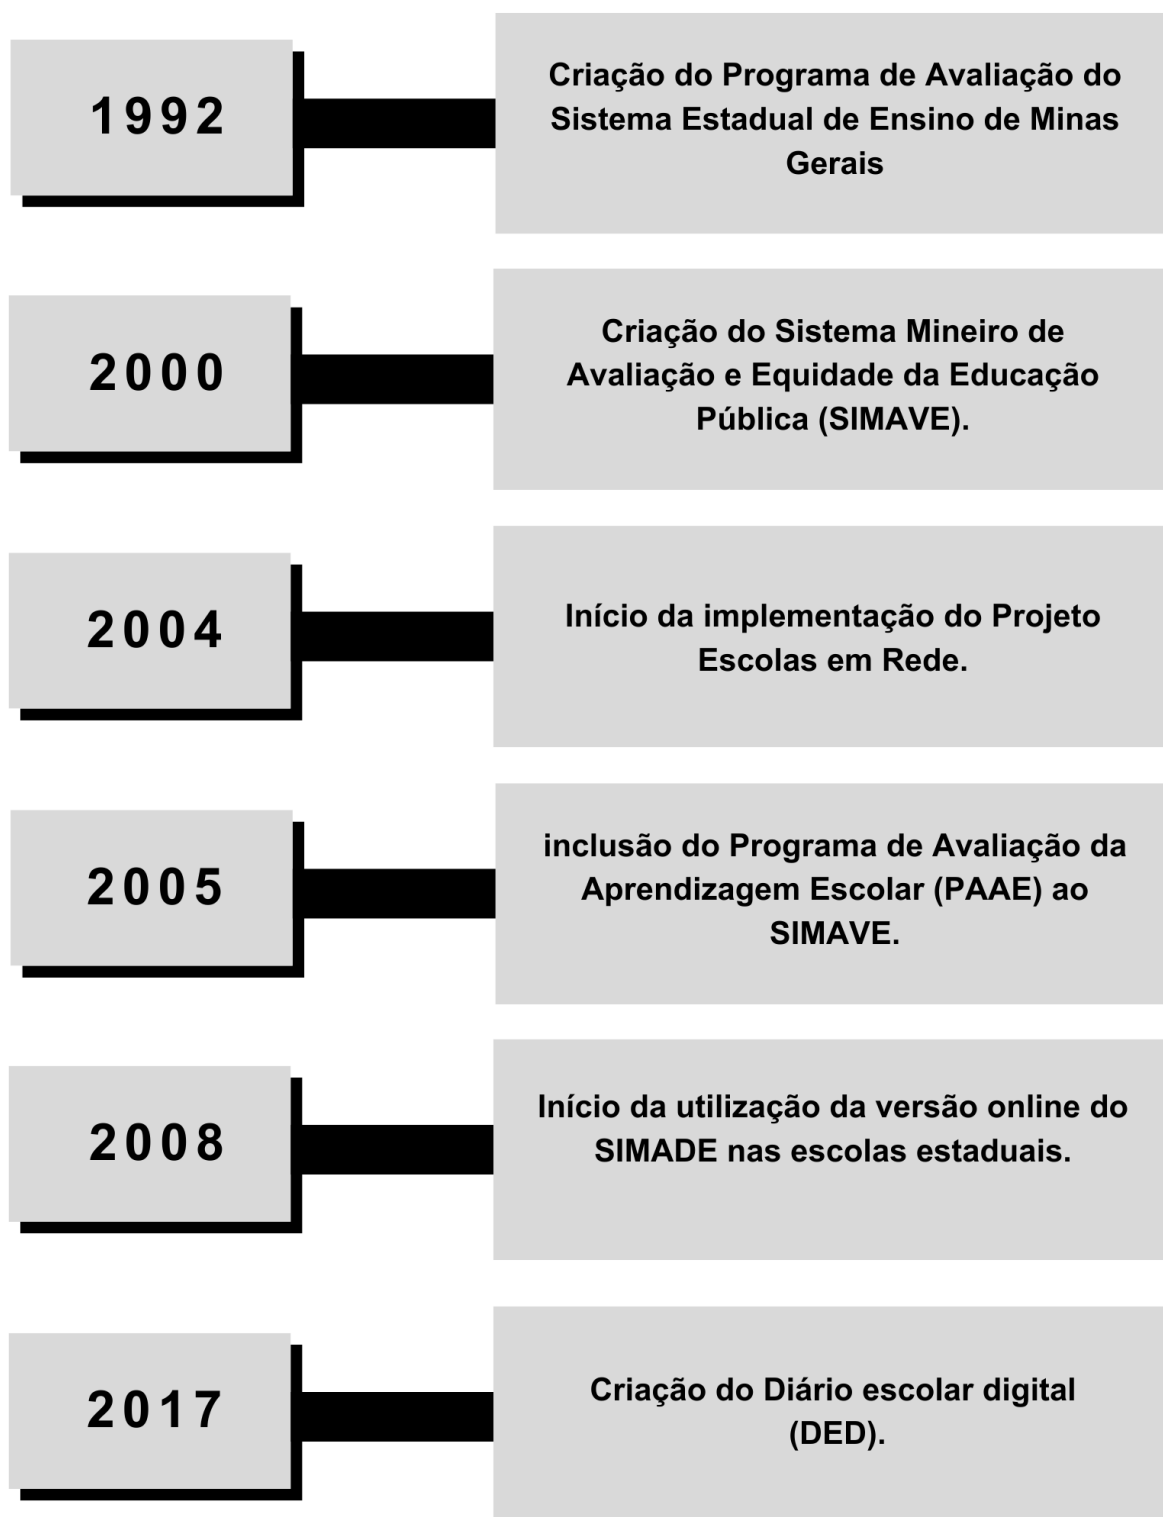 1992
Criação do Programa de Avaliação do
Sistema Estadual de Ensino de Minas
Gerais
2000
Criação do Sistema Mineiro de
Avaliação e Equidade da Educação
Pública (SIMAVE).
2004
Início da implementação do Projeto
Escolas em Rede.
2005
inclusão do Programa de Avaliação da
Aprendizagem Escolar (PAAE) ao
SIMAVE.
2008
Início da utilização da versão online do
SIMADE nas escolas estaduais.
2017
Criação do Diário escolar digital
(DED).